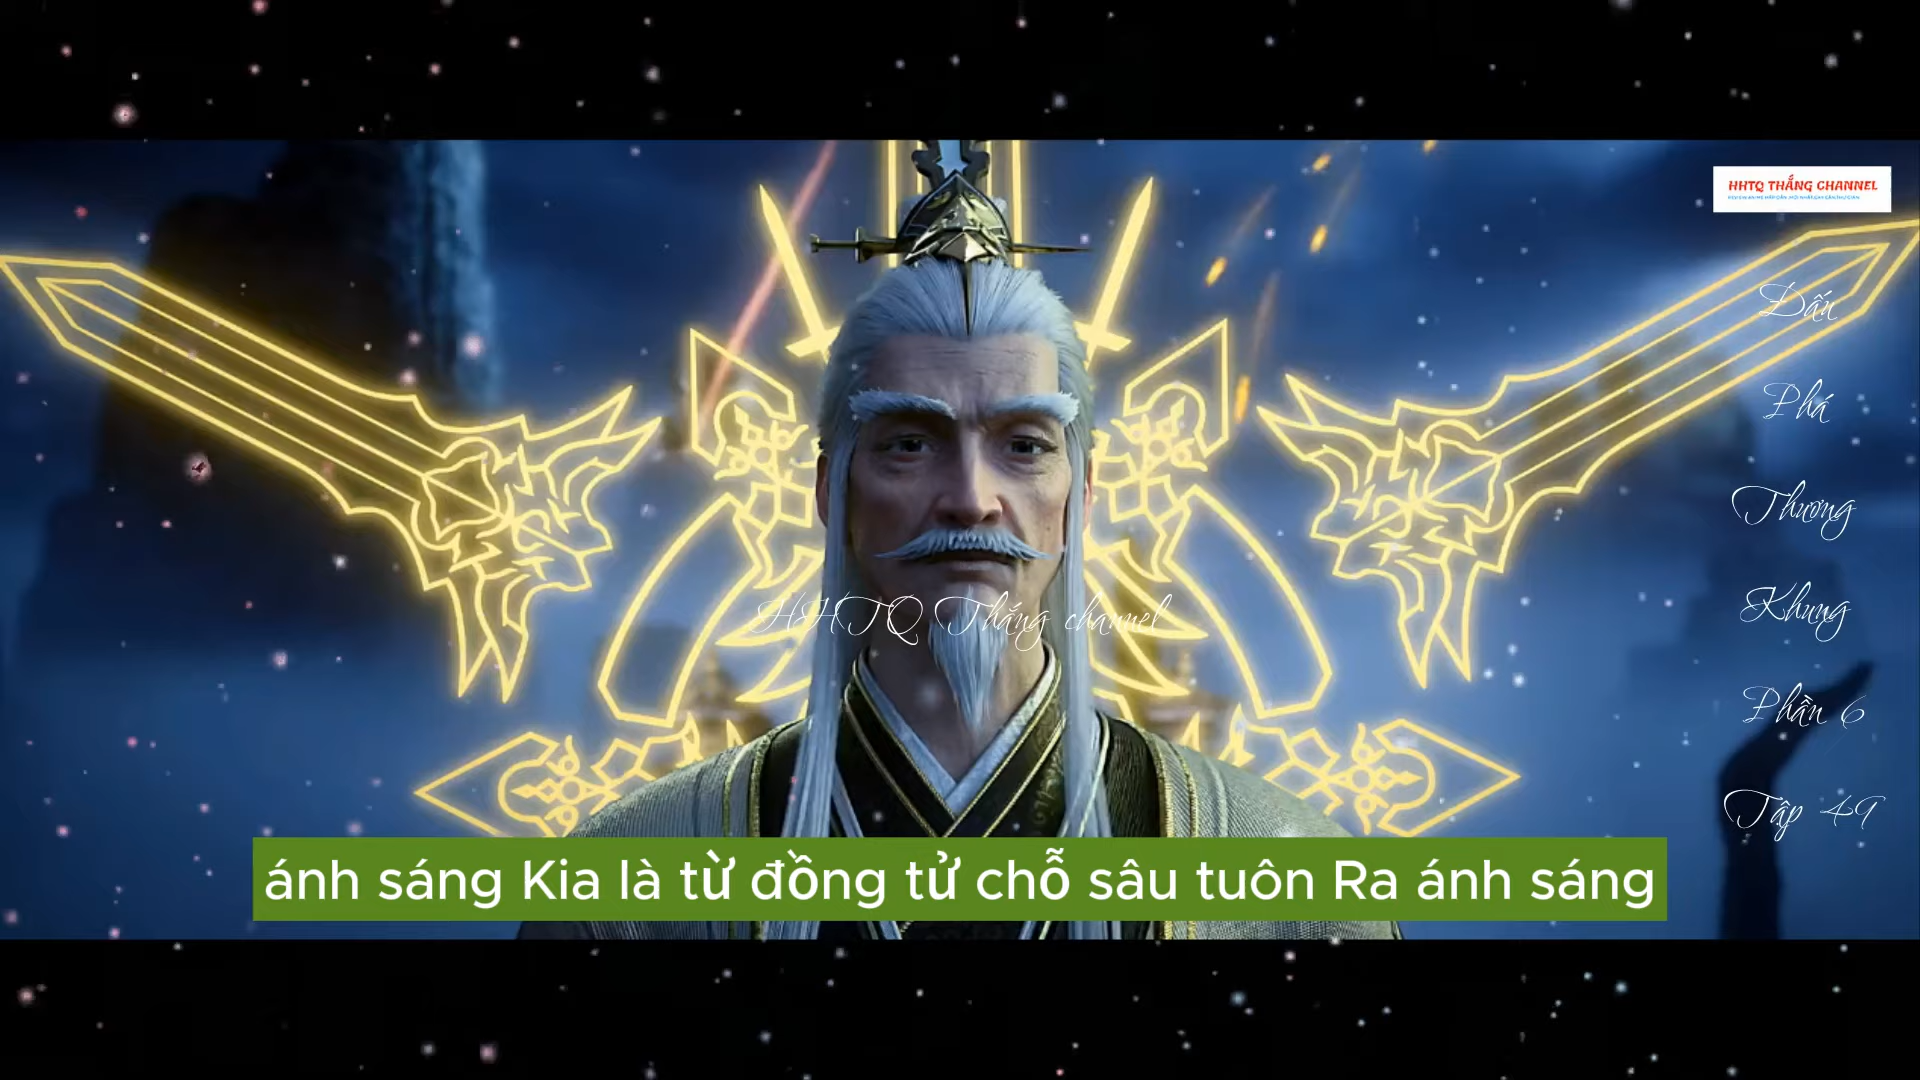 HHTQ THẮNG CHANNEL
Đấu
Phá
Thương
Khung
Phần 6
Tập 49
HHTQ Thắng channel
ánh sáng Kia là từ đồng tử chỗ sâu tuôn Ra ánh sáng